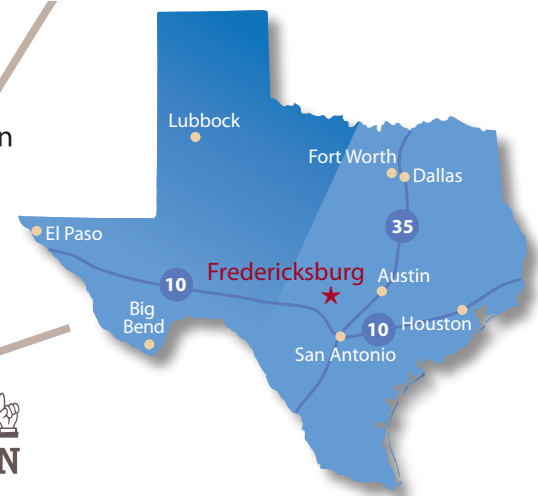 Lubbock
n
Fort Worth
Dallas
35
El Paso
Fredericksburg
10
Austin
Big
Bend
10
Houston
San Antonio
N